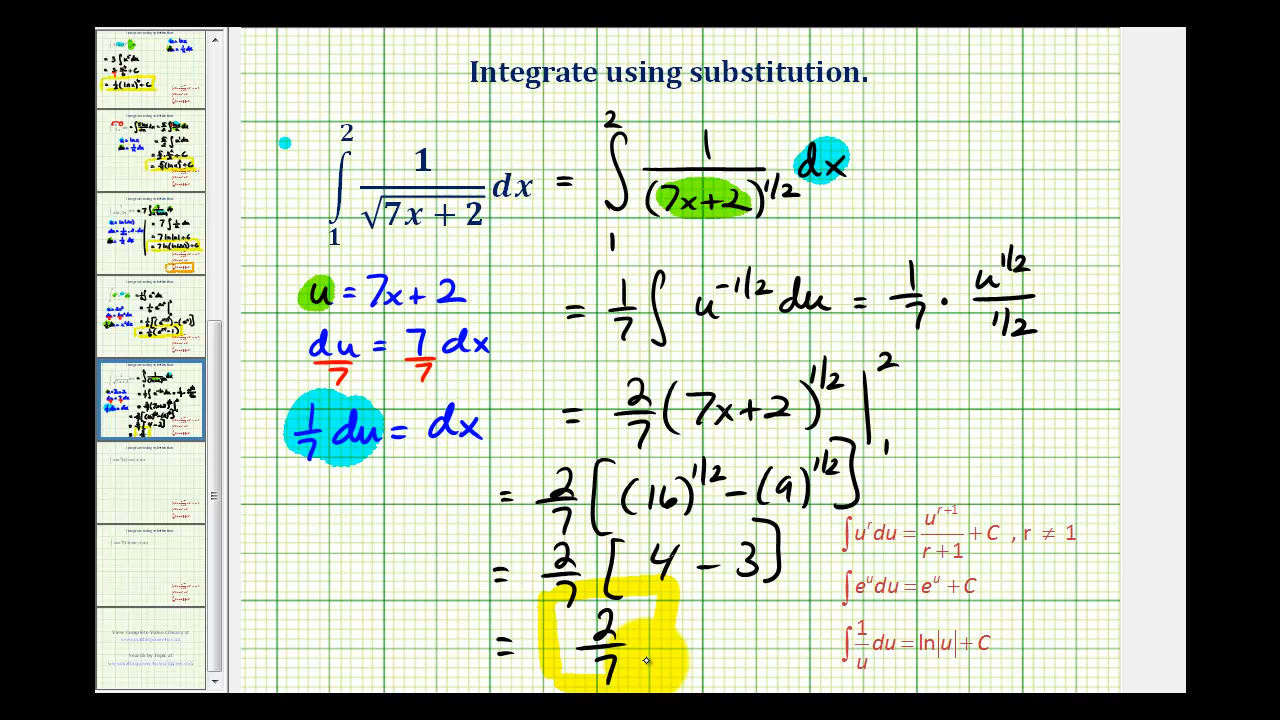 Integrate using substitution.
∫₁² 1/√(7x + 2) dx = ∫₁² 1/(7x+2)^(1/2) dx
u = 7x+2
du/7 = 7/7 dx
1/7 du = dx
= 1/7 ∫ u^(-1/2) du = 1/7 · u^(1/2)/(1/2)
= 2/7 (7x+2)^(1/2) |₁²
= 2/7 [(16)^(1/2) − (9)^(1/2)]
= 2/7 [4 − 3]
= 2/7
∫ u^r du = u^(r+1)/(r+1) + C , r ≠ 1
∫ e^u du = e^u + C
∫ 1/u du = ln|u| + C